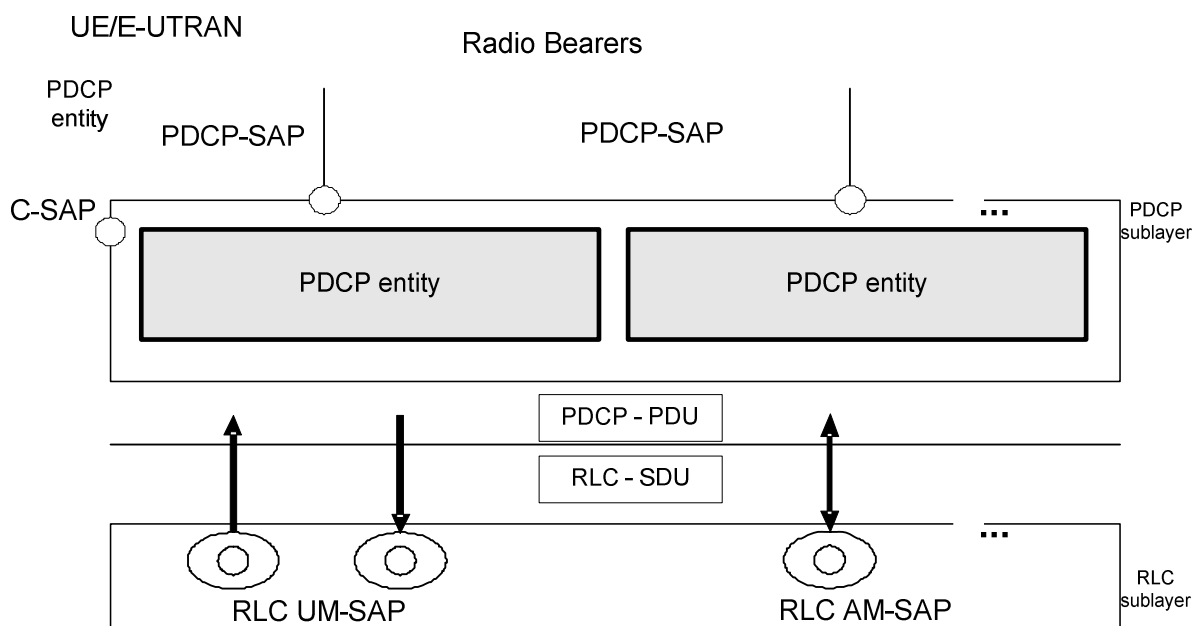 UE/E-UTRAN
Radio Bearers
PDCP
entity
PDCP-SAP
PDCP-SAP
C-SAP
...
PDCP
sublayer
PDCP entity
PDCP entity
PDCP - PDU
RLC - SDU
...
RLC UM-SAP
RLC AM-SAP
RLC
sublayer